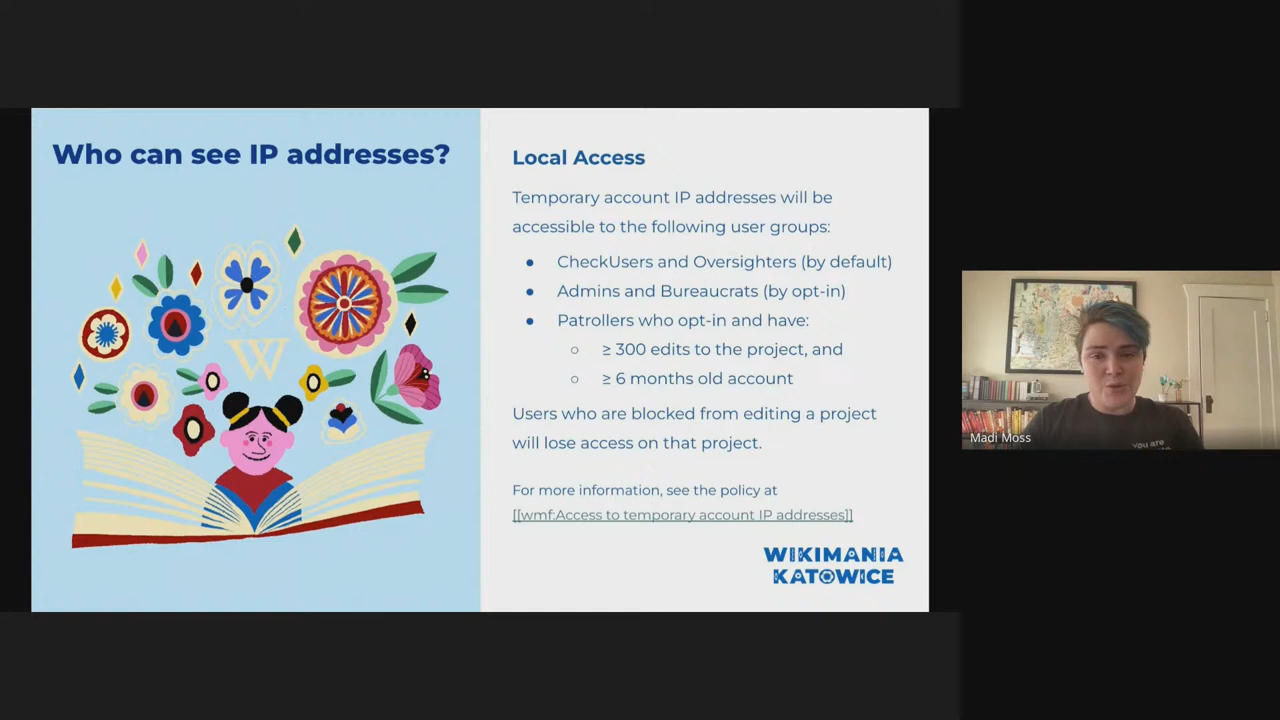 Who can see IP addresses?
W
Local Access
Temporary account IP addresses will be
accessible to the following user groups:
● CheckUsers and Oversighters (by default)
● Admins and Bureaucrats (by opt-in)
● Patrollers who opt-in and have:
○ ≥ 300 edits to the project, and
○ ≥ 6 months old account
Users who are blocked from editing a project
will lose access on that project.
For more information, see the policy at
[[wmf:Access to temporary account IP addresses]]
WIKIMANIA
KATOWICE
Madi Moss
you are